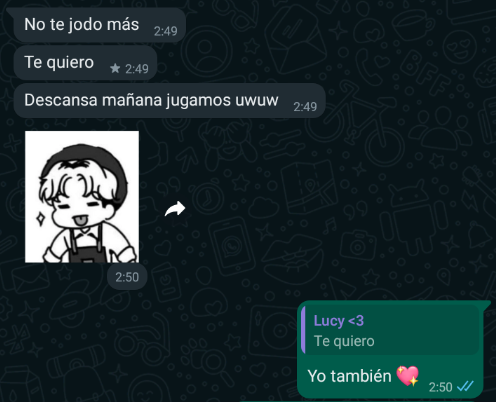 No te jodo más 2:49
Te quiero ★ 2:49
Descansa mañana jugamos uwuw 2:49
2:50
Lucy <3
Te quiero
Yo también 💖 2:50